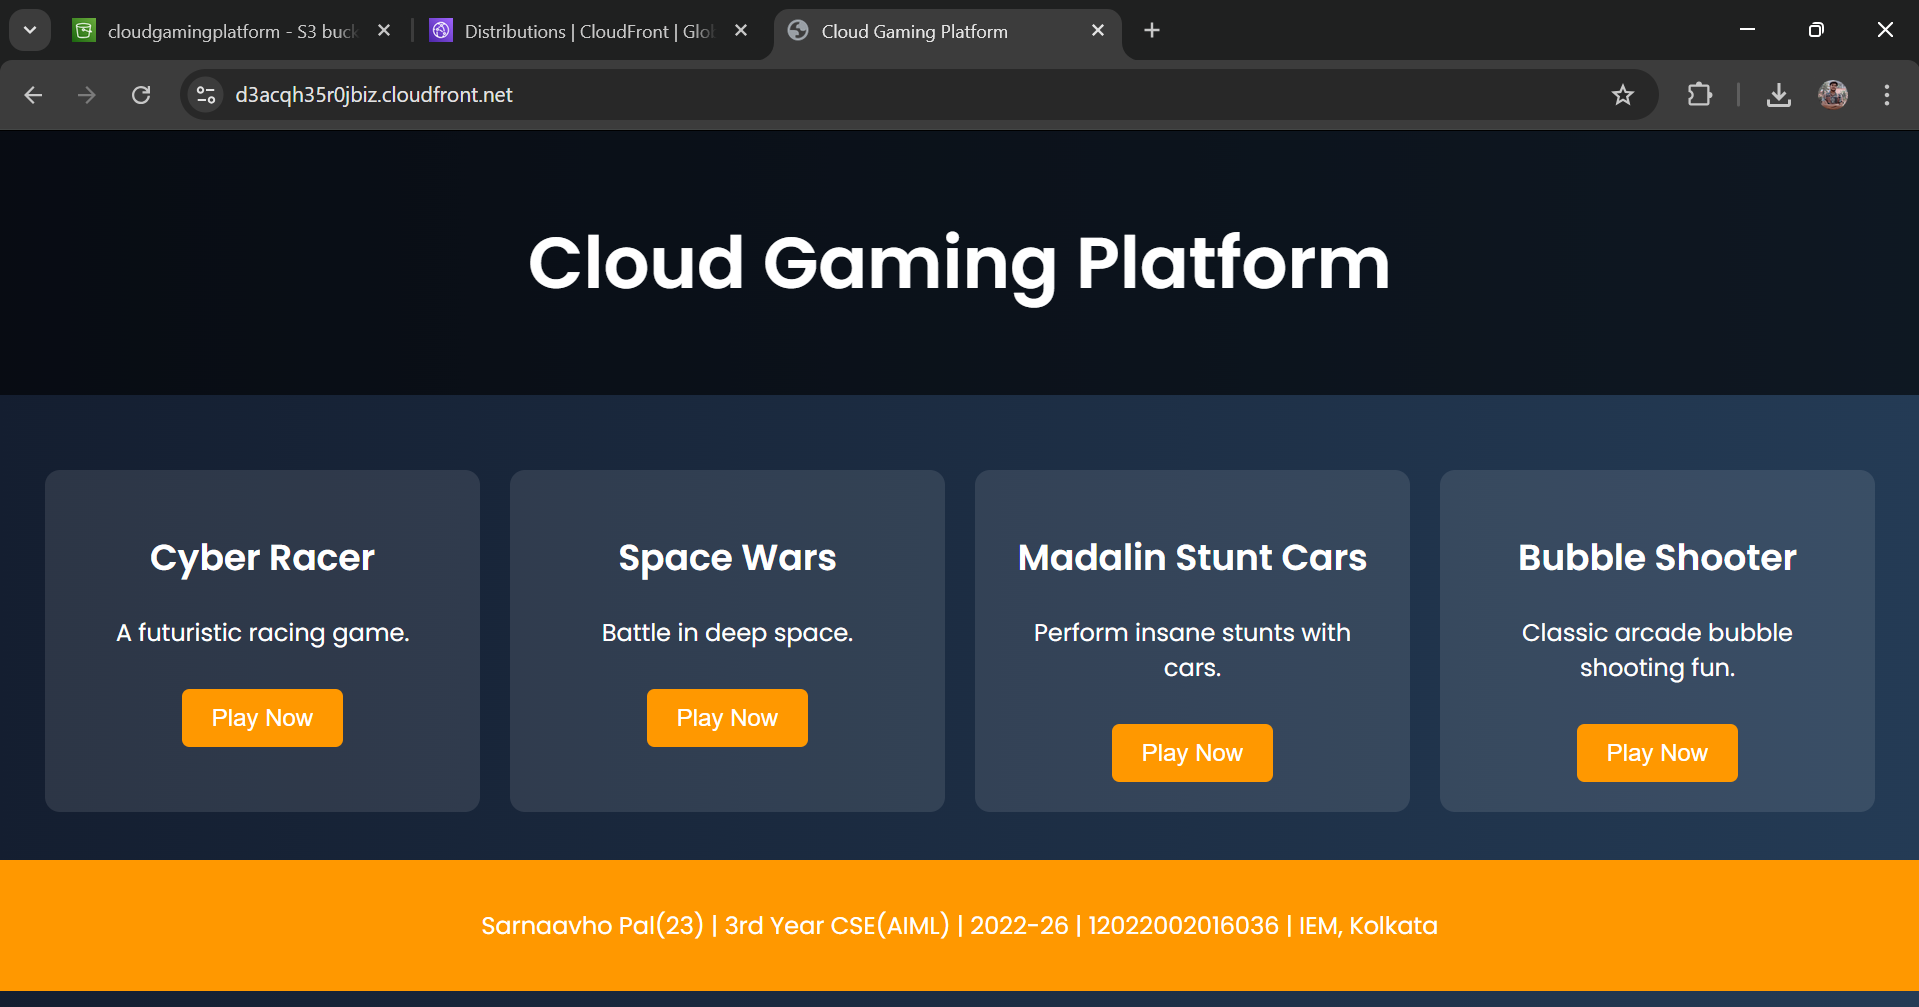 cloudgamingplatform - S3 buck
Distributions | CloudFront | Glo
Cloud Gaming Platform
d3acqh35r0jbiz.cloudfront.net
Cloud Gaming Platform
Cyber Racer
A futuristic racing game.
Play Now
Space Wars
Battle in deep space.
Play Now
Madalin Stunt Cars
Perform insane stunts with
cars.
Play Now
Bubble Shooter
Classic arcade bubble
shooting fun.
Play Now
Sarnaavho Pal(23) | 3rd Year CSE(AIML) | 2022-26 | 12022002016036 | IEM, Kolkata